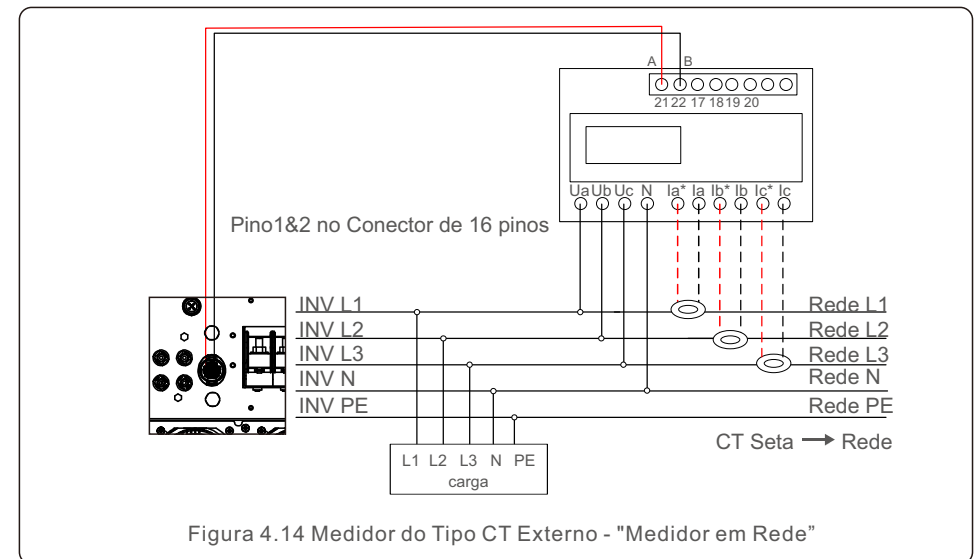 A B
21 22 17 18 19 20
Ua Ub Uc N Ia* Ia Ib* Ib Ic* Ic
Pino1&2 no Conector de 16 pinos
INV L1 Rede L1
INV L2 Rede L2
INV L3 Rede L3
INV N Rede N
INV PE Rede PE
CT Seta → Rede
L1 L2 L3 N PE
carga
Figura 4.14 Medidor do Tipo CT Externo - "Medidor em Rede”